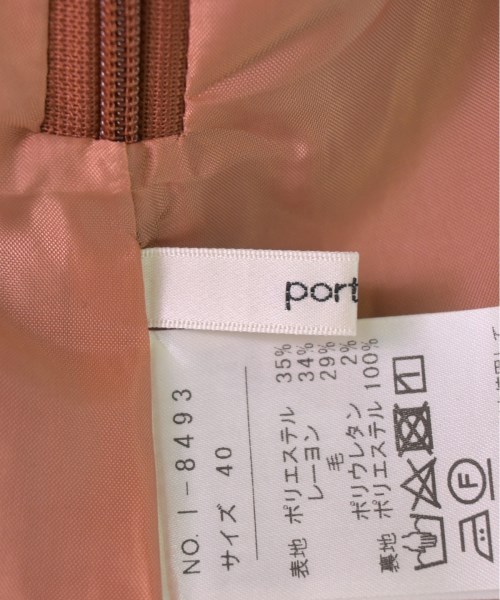 port
NO. 1-8493
サイズ 40
表地 ポリエステル 35%
レーヨン 34%
毛 29%
ポリウレタン 2%
裏地 ポリエステル 100%
F